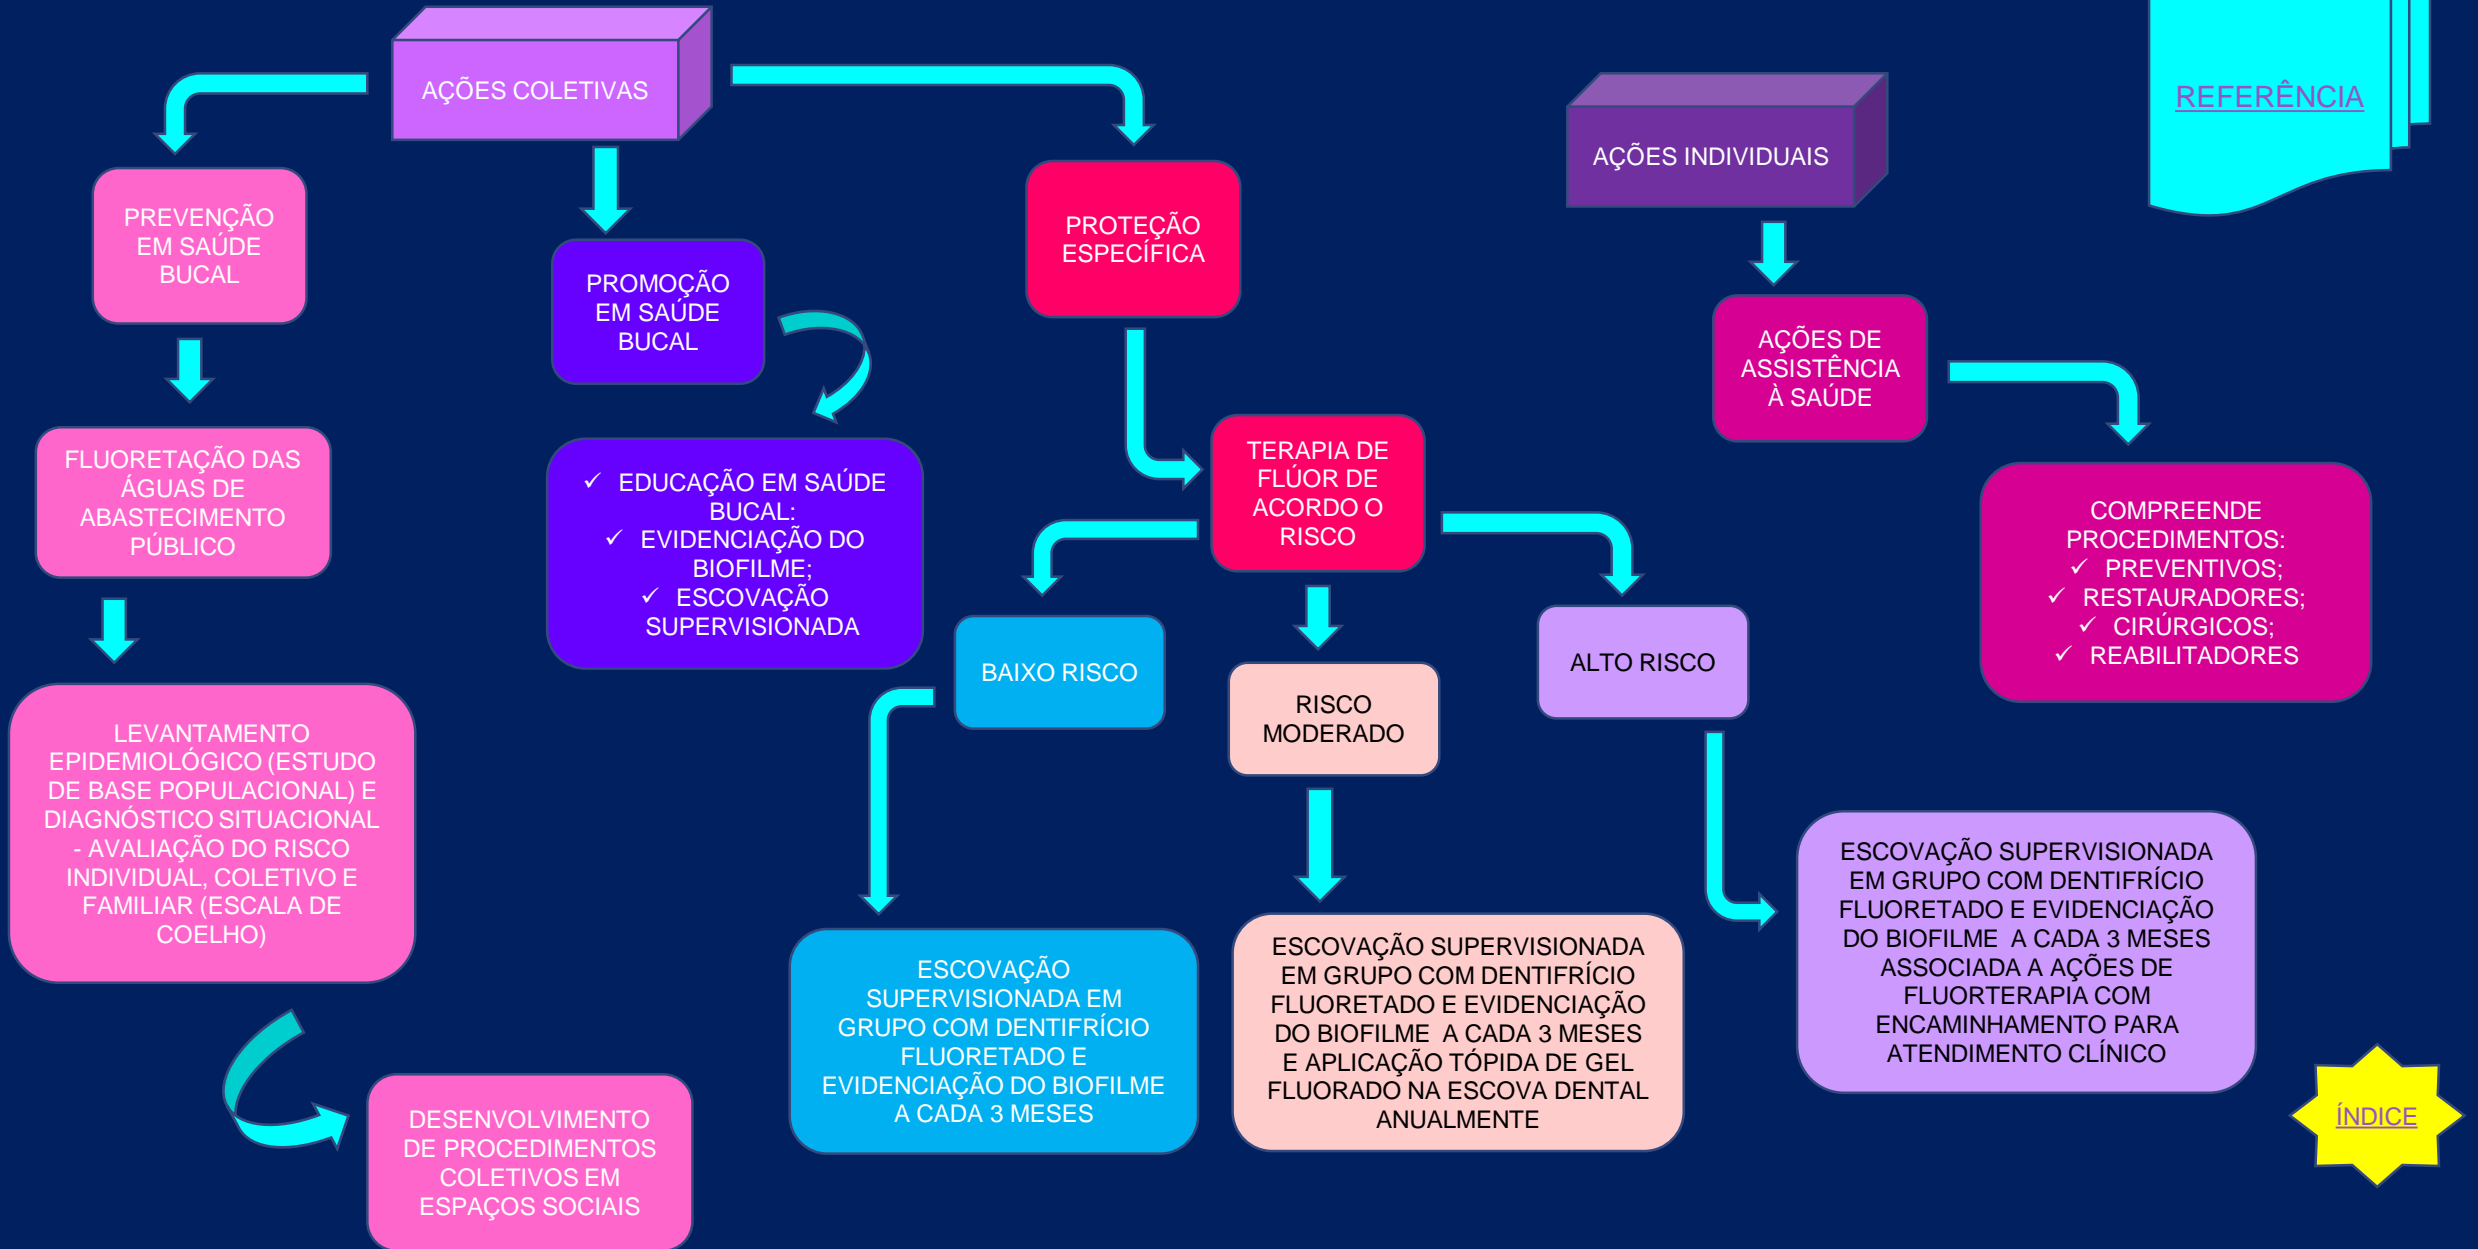 AÇÕES COLETIVAS
PREVENÇÃO
EM SAÚDE
BUCAL
FLUORETAÇÃO DAS
ÁGUAS DE
ABASTECIMENTO
PÚBLICO
LEVANTAMENTO
EPIDEMIOLÓGICO (ESTUDO
DE BASE POPULACIONAL) E
DIAGNÓSTICO SITUACIONAL
- AVALIAÇÃO DO RISCO
INDIVIDUAL, COLETIVO E
FAMILIAR (ESCALA DE
COELHO)
DESENVOLVIMENTO
DE PROCEDIMENTOS
COLETIVOS EM
ESPAÇOS SOCIAIS
PROMOÇÃO
EM SAÚDE
BUCAL
✓ EDUCAÇÃO EM SAÚDE
BUCAL:
✓ EVIDENCIAÇÃO DO
BIOFILME;
✓ ESCOVAÇÃO
SUPERVISIONADA
PROTEÇÃO
ESPECÍFICA
TERAPIA DE
FLÚOR DE
ACORDO O
RISCO
BAIXO RISCO
ESCOVAÇÃO
SUPERVISIONADA EM
GRUPO COM DENTIFRÍCIO
FLUORETADO E
EVIDENCIAÇÃO DO BIOFILME
A CADA 3 MESES
RISCO
MODERADO
ESCOVAÇÃO SUPERVISIONADA
EM GRUPO COM DENTIFRÍCIO
FLUORETADO E EVIDENCIAÇÃO
DO BIOFILME A CADA 3 MESES
E APLICAÇÃO TÓPIDA DE GEL
FLUORADO NA ESCOVA DENTAL
ANUALMENTE
ALTO RISCO
ESCOVAÇÃO SUPERVISIONADA
EM GRUPO COM DENTIFRÍCIO
FLUORETADO E EVIDENCIAÇÃO
DO BIOFILME A CADA 3 MESES
ASSOCIADA A AÇÕES DE
FLUORTERAPIA COM
ENCAMINHAMENTO PARA
ATENDIMENTO CLÍNICO
AÇÕES INDIVIDUAIS
AÇÕES DE
ASSISTÊNCIA
À SAÚDE
COMPREENDE
PROCEDIMENTOS:
✓ PREVENTIVOS;
✓ RESTAURADORES;
✓ CIRÚRGICOS;
✓ REABILITADORES
REFERÊNCIA
ÍNDICE